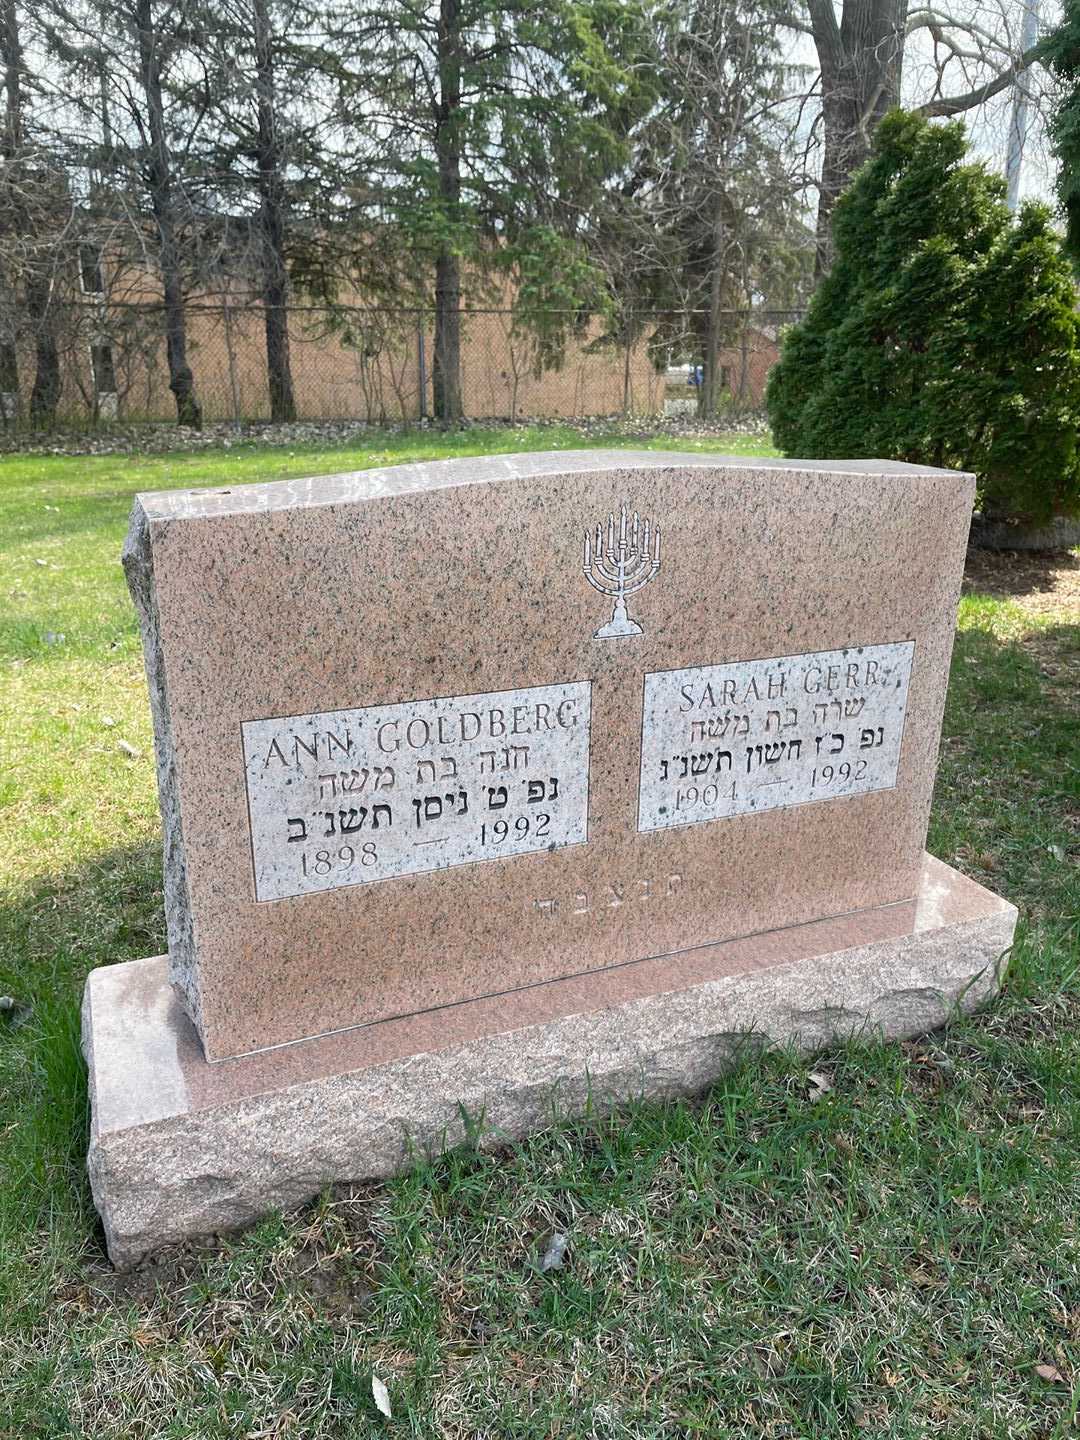 ANN GOLDBERG
חנה בת משה
נפ' ט' ניסן תשנ"ב
1898 — 1992
SARAH GERR
שרה בת משה
נפ כ"ז חשון תשנ"ג
1904 — 1992
ת נ צ ב ה